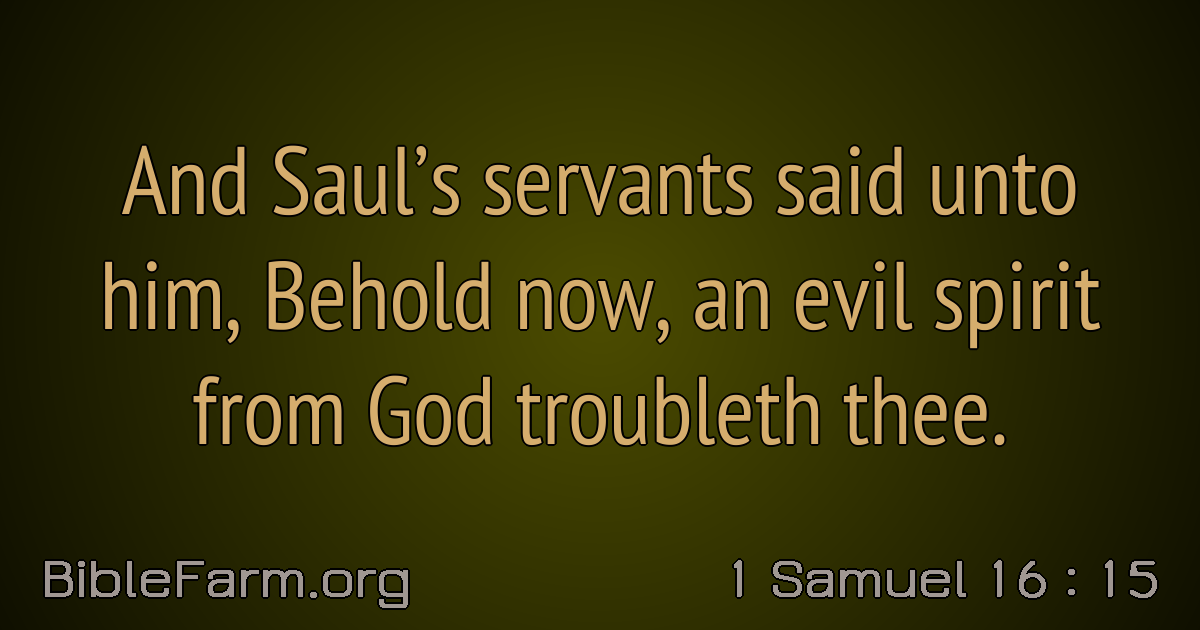 And Saul’s servants said unto
him, Behold now, an evil spirit
from God troubleth thee.
BibleFarm.org
1 Samuel 16 : 15